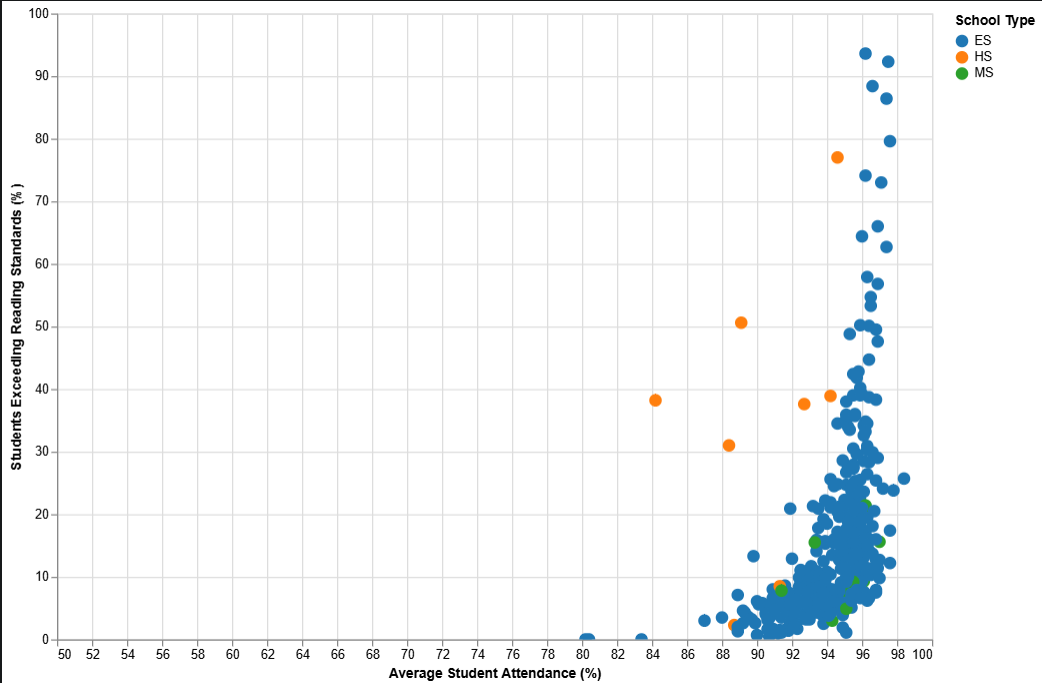 School Type
ES
HS
MS
Students Exceeding Reading Standards (%)
100
90
80
70
60
50
40
30
20
10
0
50 52 54 56 58 60 62 64 66 68 70 72 74 76 78 80 82 84 86 88 90 92 94 96 98 100
Average Student Attendance (%)